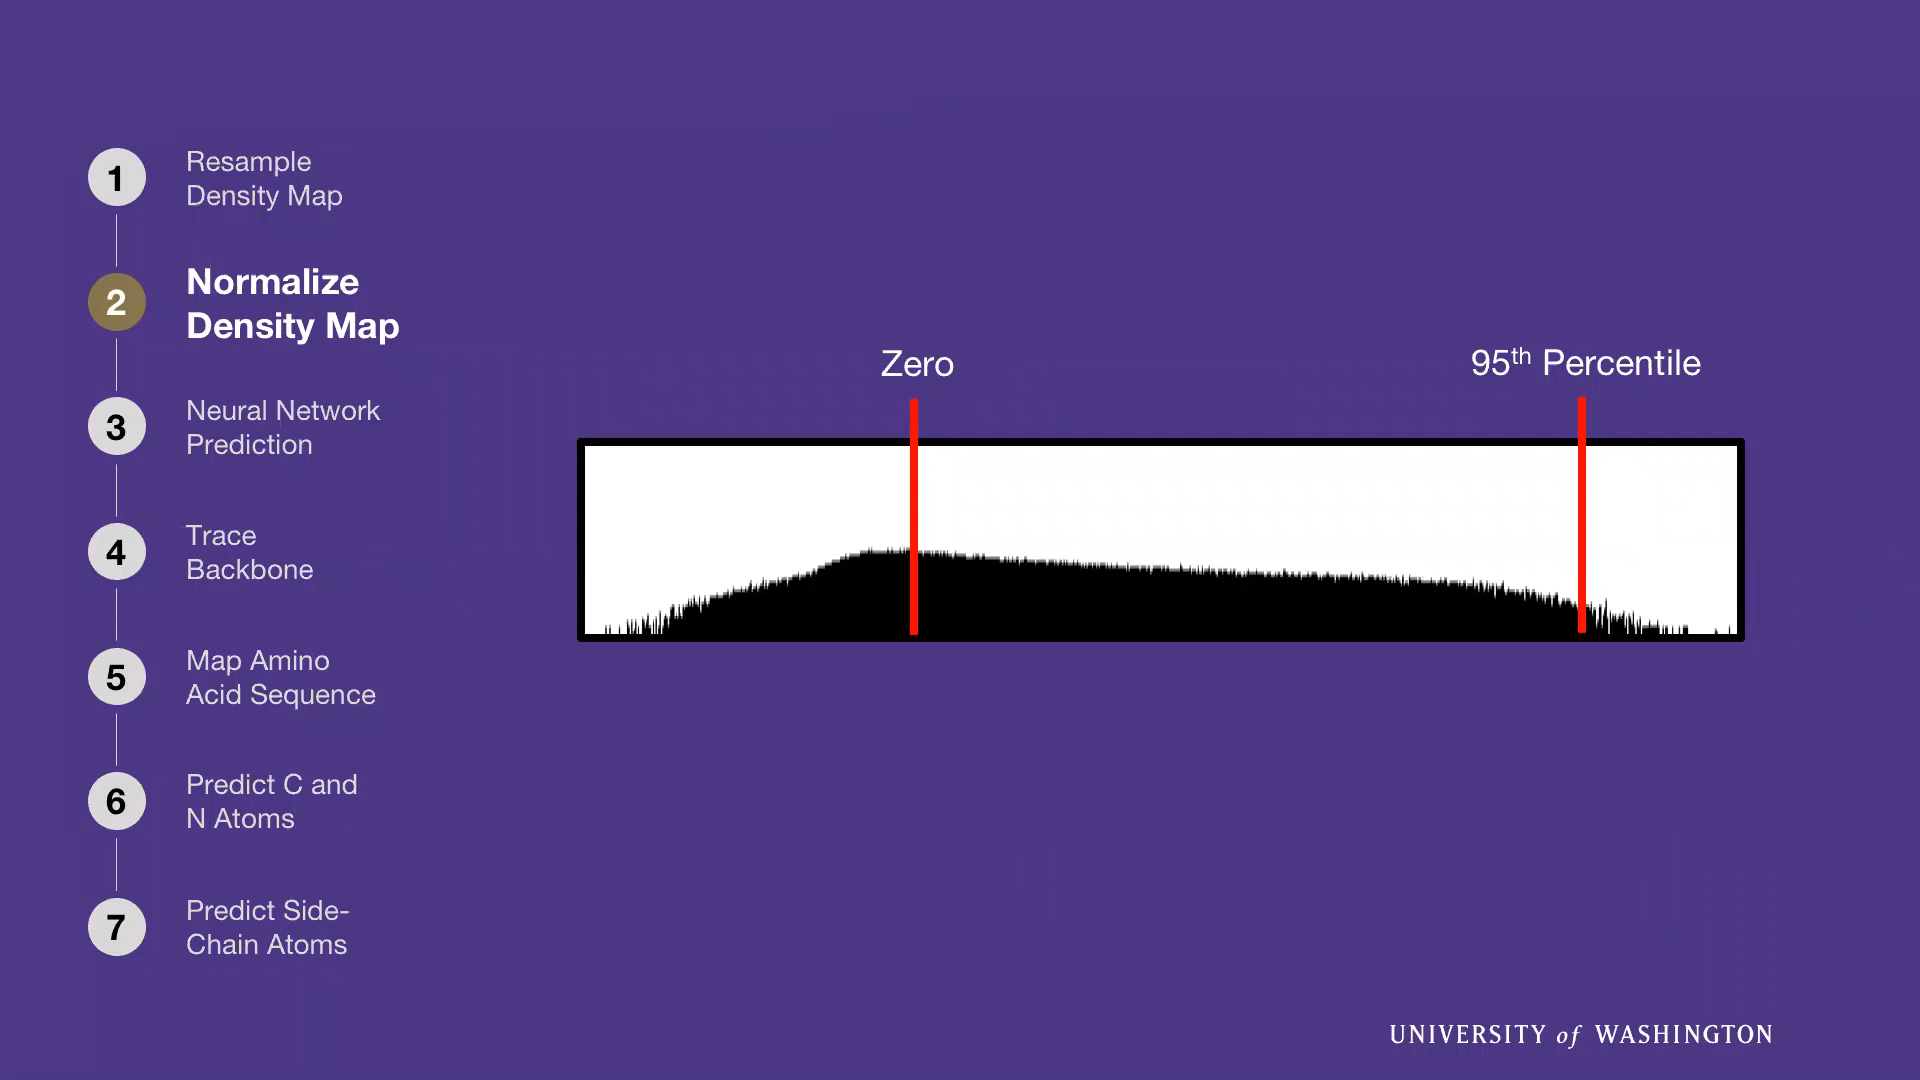 1
Resample
Density Map
2
Normalize
Density Map
3
Neural Network
Prediction
4
Trace
Backbone
5
Map Amino
Acid Sequence
6
Predict C and
N Atoms
7
Predict Side-
Chain Atoms
Zero
95th Percentile
UNIVERSITY of WASHINGTON